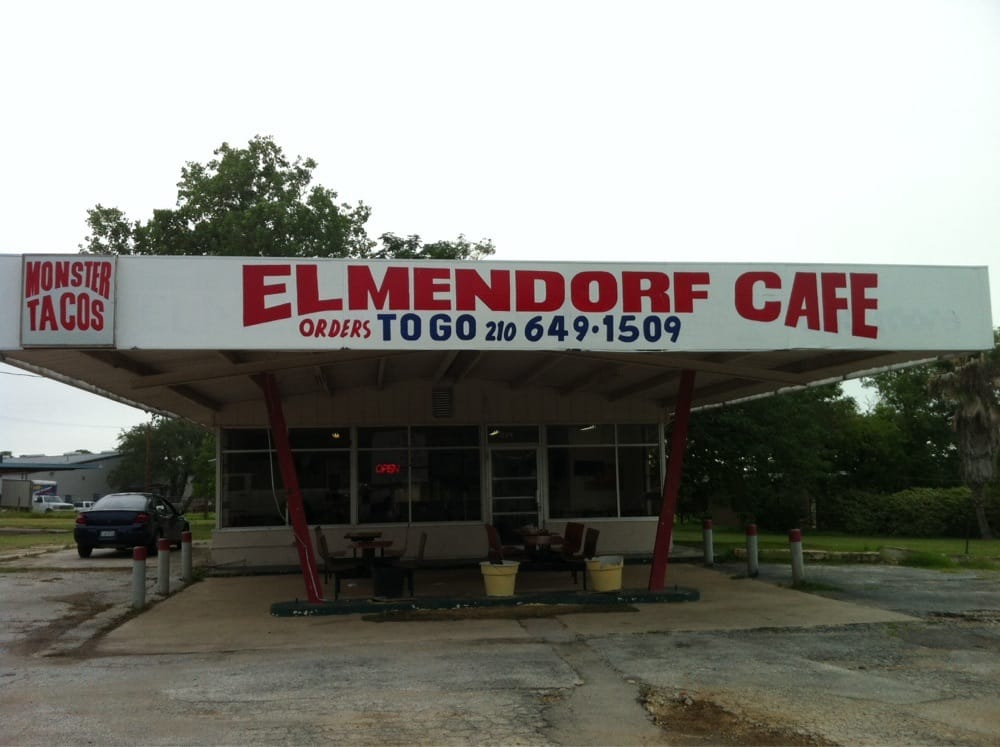 MONSTER
TACOS
ELMENDORF CAFE
ORDERS TO GO 210 649·1509
OPEN